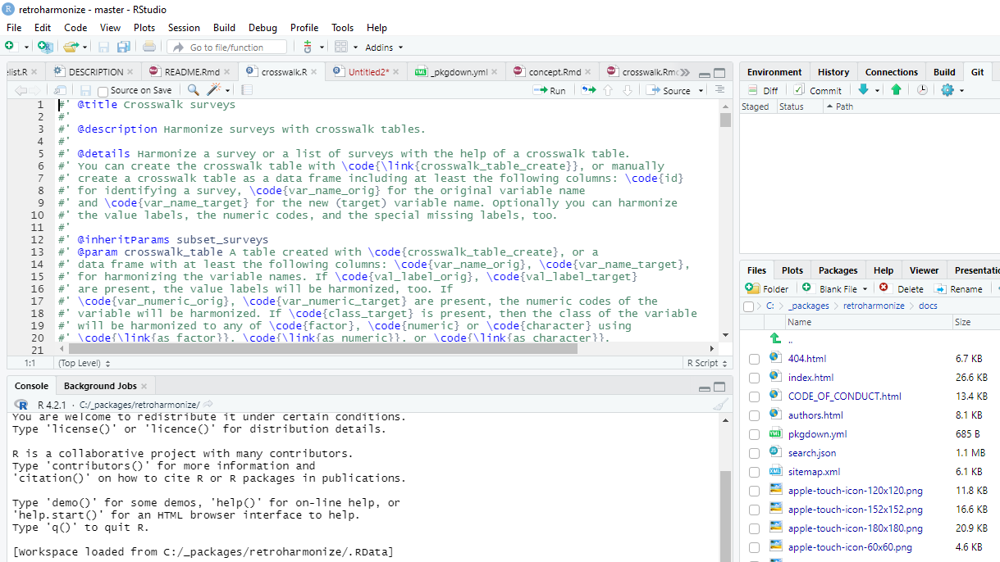 retroharmonize - master - RStudio
File Edit Code View Plots Session Build Debug Profile Tools Help
Go to file/function Addins
elist.R DESCRIPTION README.Rmd crosswalk.R Untitled2* _pkgdown.yml concept.Rmd crosswalk.Rmd
Source on Save Run Source
1 #' @title Crosswalk surveys
2 #'
3 #' @description Harmonize surveys with crosswalk tables.
4 #'
5 #' @details Harmonize a survey or a list of surveys with the help of a crosswalk table.
6 #' You can create the crosswalk table with \code{\link{crosswalk_table_create}}, or manually
7 #' create a crosswalk table as a data frame including at least the following columns: \code{id}
8 #' for identifying a survey, \code{var_name_orig} for the original variable name
9 #' and \code{var_name_target} for the new (target) variable name. Optionally you can harmonize
10 #' the value labels, the numeric codes, and the special missing labels, too.
11 #'
12 #' @inheritParams subset_surveys
13 #' @param crosswalk_table A table created with \code{crosswalk_table_create}, or a
14 #' data frame with at least the following columns: \code{var_name_orig}, \code{var_name_target},
15 #' for harmonizing the variable names. If \code{val_label_orig}, \code{val_label_target}
16 #' are present, the value labels will be harmonized, too. If
17 #' \code{var_numeric_orig}, \code{var_numeric_target} are present, the numeric codes of the
18 #' variable will be harmonized. If \code{class_target} is present, then the class of the variable
19 #' will be harmonized to any of \code{factor}, \code{numeric} or \code{character} using
20 #' \code{\link{as_factor}}, \code{\link{as_numeric}}, or \code{\link{as_character}}.
21
1:1 (Top Level) R Script
Console Background Jobs
R 4.2.1 · C:/_packages/retroharmonize/
You are welcome to redistribute it under certain conditions.
Type 'license()' or 'licence()' for distribution details.
R is a collaborative project with many contributors.
Type 'contributors()' for more information and
'citation()' on how to cite R or R packages in publications.
Type 'demo()' for some demos, 'help()' for on-line help, or
'help.start()' for an HTML browser interface to help.
Type 'q()' to quit R.
[Workspace loaded from C:/_packages/retroharmonize/.RData]
Environment History Connections Build Git
Diff Commit
Staged Status Path
Files Plots Packages Help Viewer Presentatio
Folder Blank File Delete Rename
C: _packages retroharmonize docs
Name Size
..
404.html 6.7 KB
index.html 26.6 KB
CODE_OF_CONDUCT.html 13.4 KB
authors.html 8.1 KB
pkgdown.yml 685 B
search.json 1.1 MB
sitemap.xml 6.1 KB
apple-touch-icon-120x120.png 11.8 KB
apple-touch-icon-152x152.png 16.6 KB
apple-touch-icon-180x180.png 20.9 KB
apple-touch-icon-60x60.png 4.6 KB